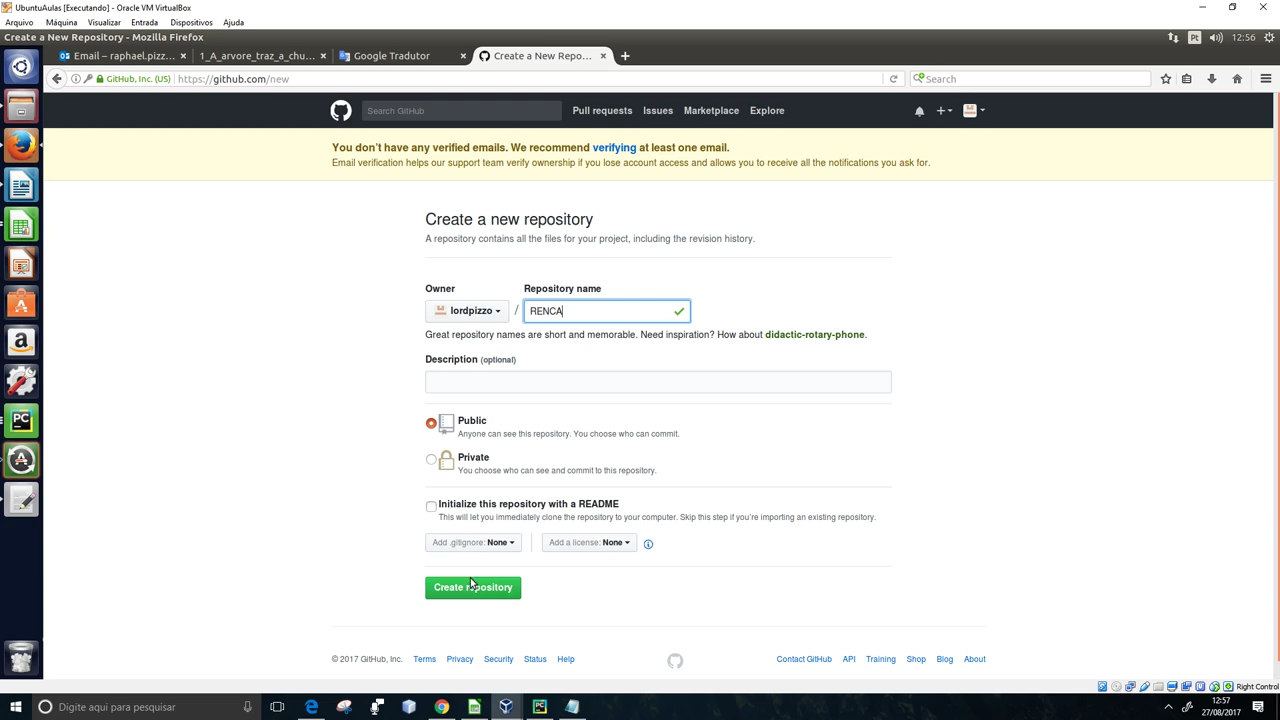 UbuntuAulas [Executando] - Oracle VM VirtualBox
Arquivo Máquina Visualizar Entrada Dispositivos Ajuda
Create a New Repository - Mozilla Firefox
Pt
12:56
Email – raphael.pizz...
1_A_arvore_traz_a_chu...
Google Tradutor
Create a New Repo...
GitHub, Inc. (US)
https://github.com/new
Search
Search GitHub
Pull requests Issues Marketplace Explore
You don't have any verified emails. We recommend verifying at least one email.
Email verification helps our support team verify ownership if you lose account access and allows you to receive all the notifications you ask for.
Create a new repository
A repository contains all the files for your project, including the revision history.
Owner Repository name
lordpizzo / RENCA
Great repository names are short and memorable. Need inspiration? How about didactic-rotary-phone.
Description (optional)
Public
Anyone can see this repository. You choose who can commit.
Private
You choose who can see and commit to this repository.
Initialize this repository with a README
This will let you immediately clone the repository to your computer. Skip this step if you're importing an existing repository.
Add .gitignore: None Add a license: None
Create repository
© 2017 GitHub, Inc. Terms Privacy Security Status Help Contact GitHub API Training Shop Blog About
PC
Right Control
Digite aqui para pesquisar
12:57
27/08/2017